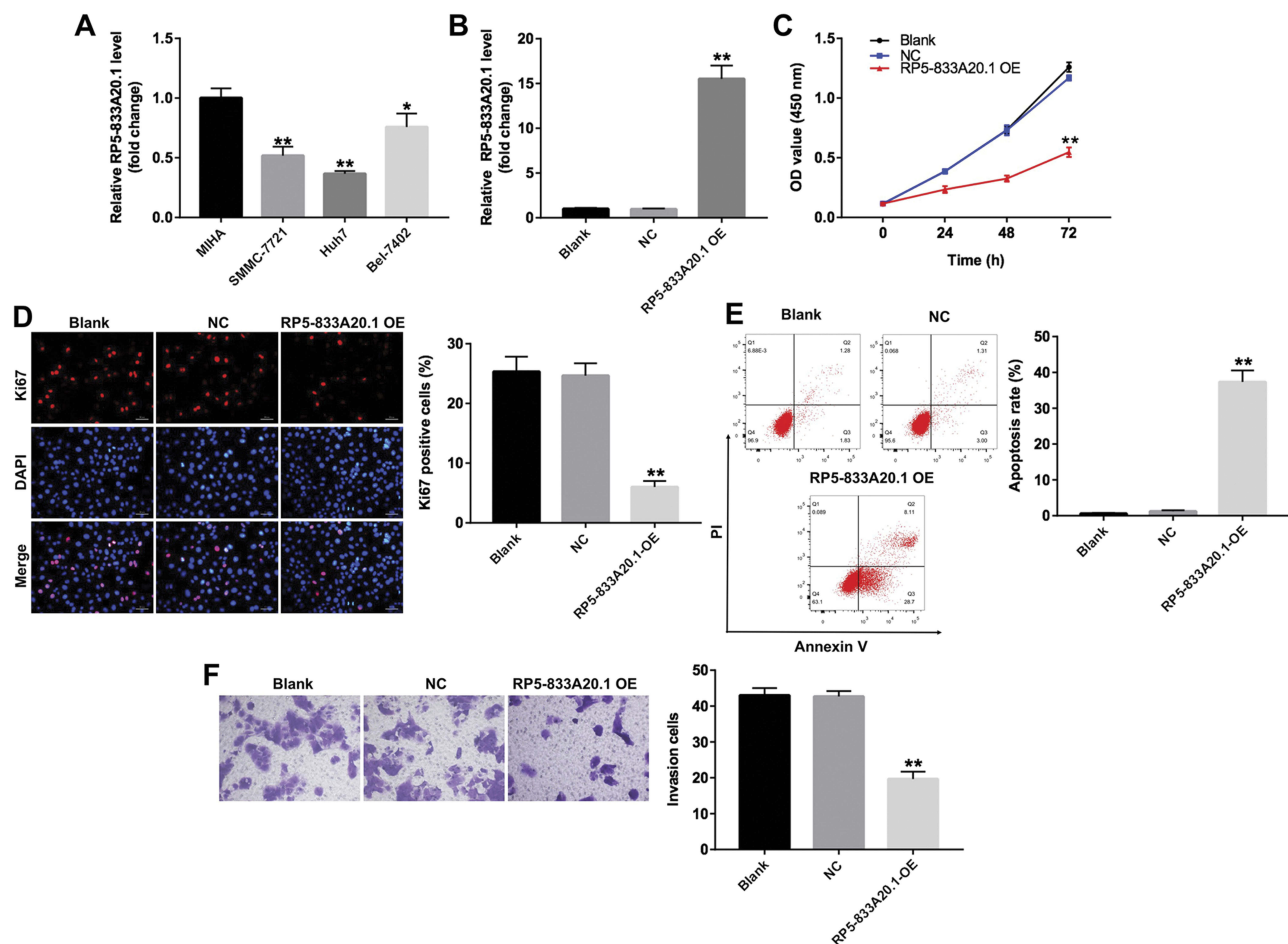 A
Relative RP5-833A20.1 level
(fold change)
1.5
1.0
0.5
0.0
**
**
*
MIHA
SMMC-7721
Huh7
Bel-7402
B
Relative RP5-833A20.1 level
(fold change)
20
15
10
5
0
**
Blank
NC
RP5-833A20.1 OE
C
OD value (450 nm)
1.5
1.0
0.5
0.0
Blank
NC
RP5-833A20.1 OE
**
0
24
48
72
Time (h)
D
Blank
NC
RP5-833A20.1 OE
Ki67
DAPI
Merge
Ki67 positive cells (%)
30
20
10
0
**
Blank
NC
RP5-833A20.1-OE
E
Blank
Q1
6.88E-3
Q2
1.28
Q4
96.9
Q3
1.83
NC
Q1
0.068
Q2
1.31
Q4
95.6
Q3
3.00
RP5-833A20.1 OE
Q1
0.089
Q2
8.11
Q4
63.1
Q3
28.7
PI
Annexin V
Apoptosis rate (%)
50
40
30
20
10
0
**
Blank
NC
RP5-833A20.1-OE
F
Blank
NC
RP5-833A20.1 OE
Invasion cells
50
40
30
20
10
0
**
Blank
NC
RP5-833A20.1-OE